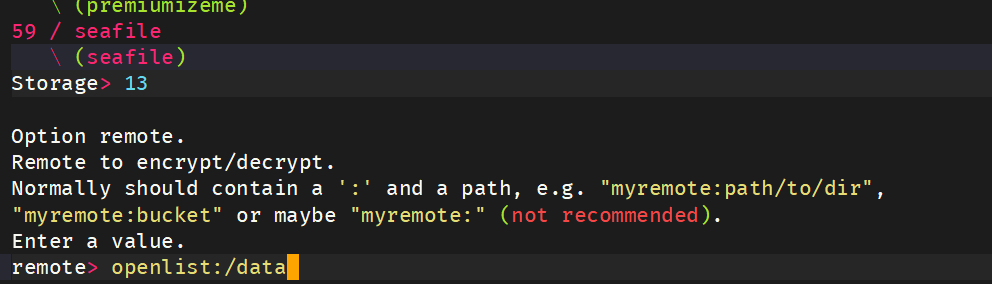 \ (premiumizeme)
59 / seafile
\ (seafile)
Storage> 13
Option remote.
Remote to encrypt/decrypt.
Normally should contain a ':' and a path, e.g. "myremote:path/to/dir",
"myremote:bucket" or maybe "myremote:" (not recommended).
Enter a value.
remote> openlist:/data